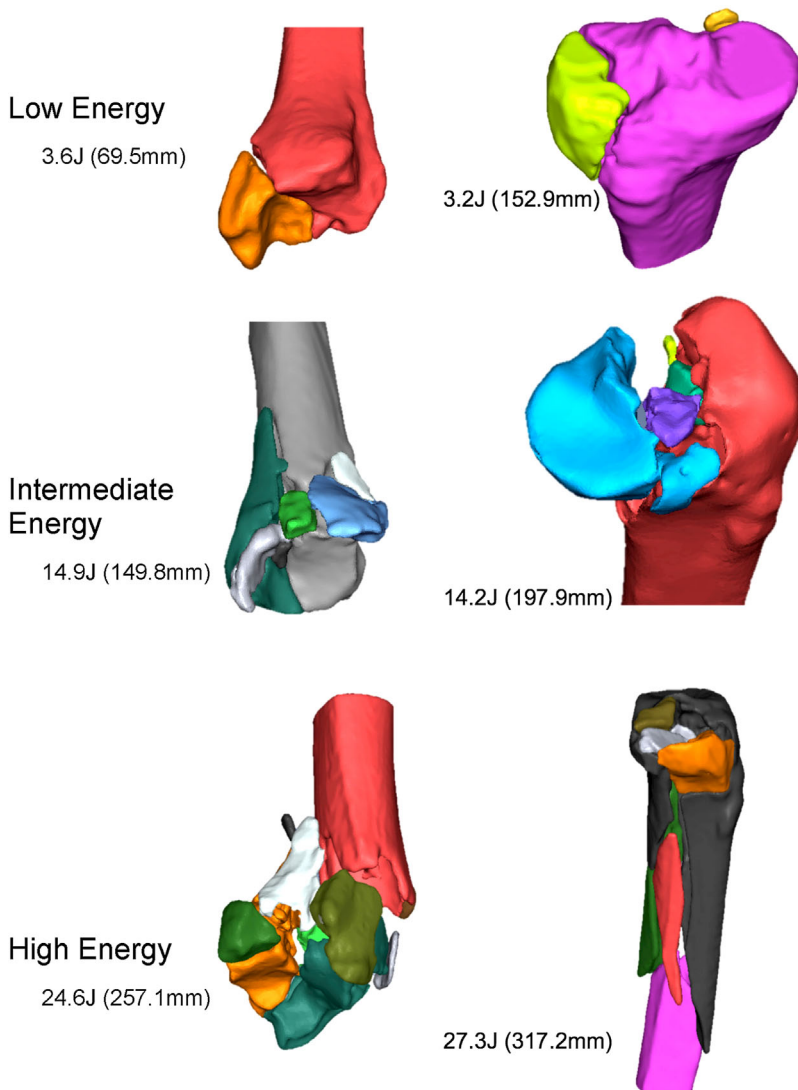 Low Energy
3.6J (69.5mm)
3.2J (152.9mm)
Intermediate
Energy
14.9J (149.8mm)
14.2J (197.9mm)
High Energy
24.6J (257.1mm)
27.3J (317.2mm)